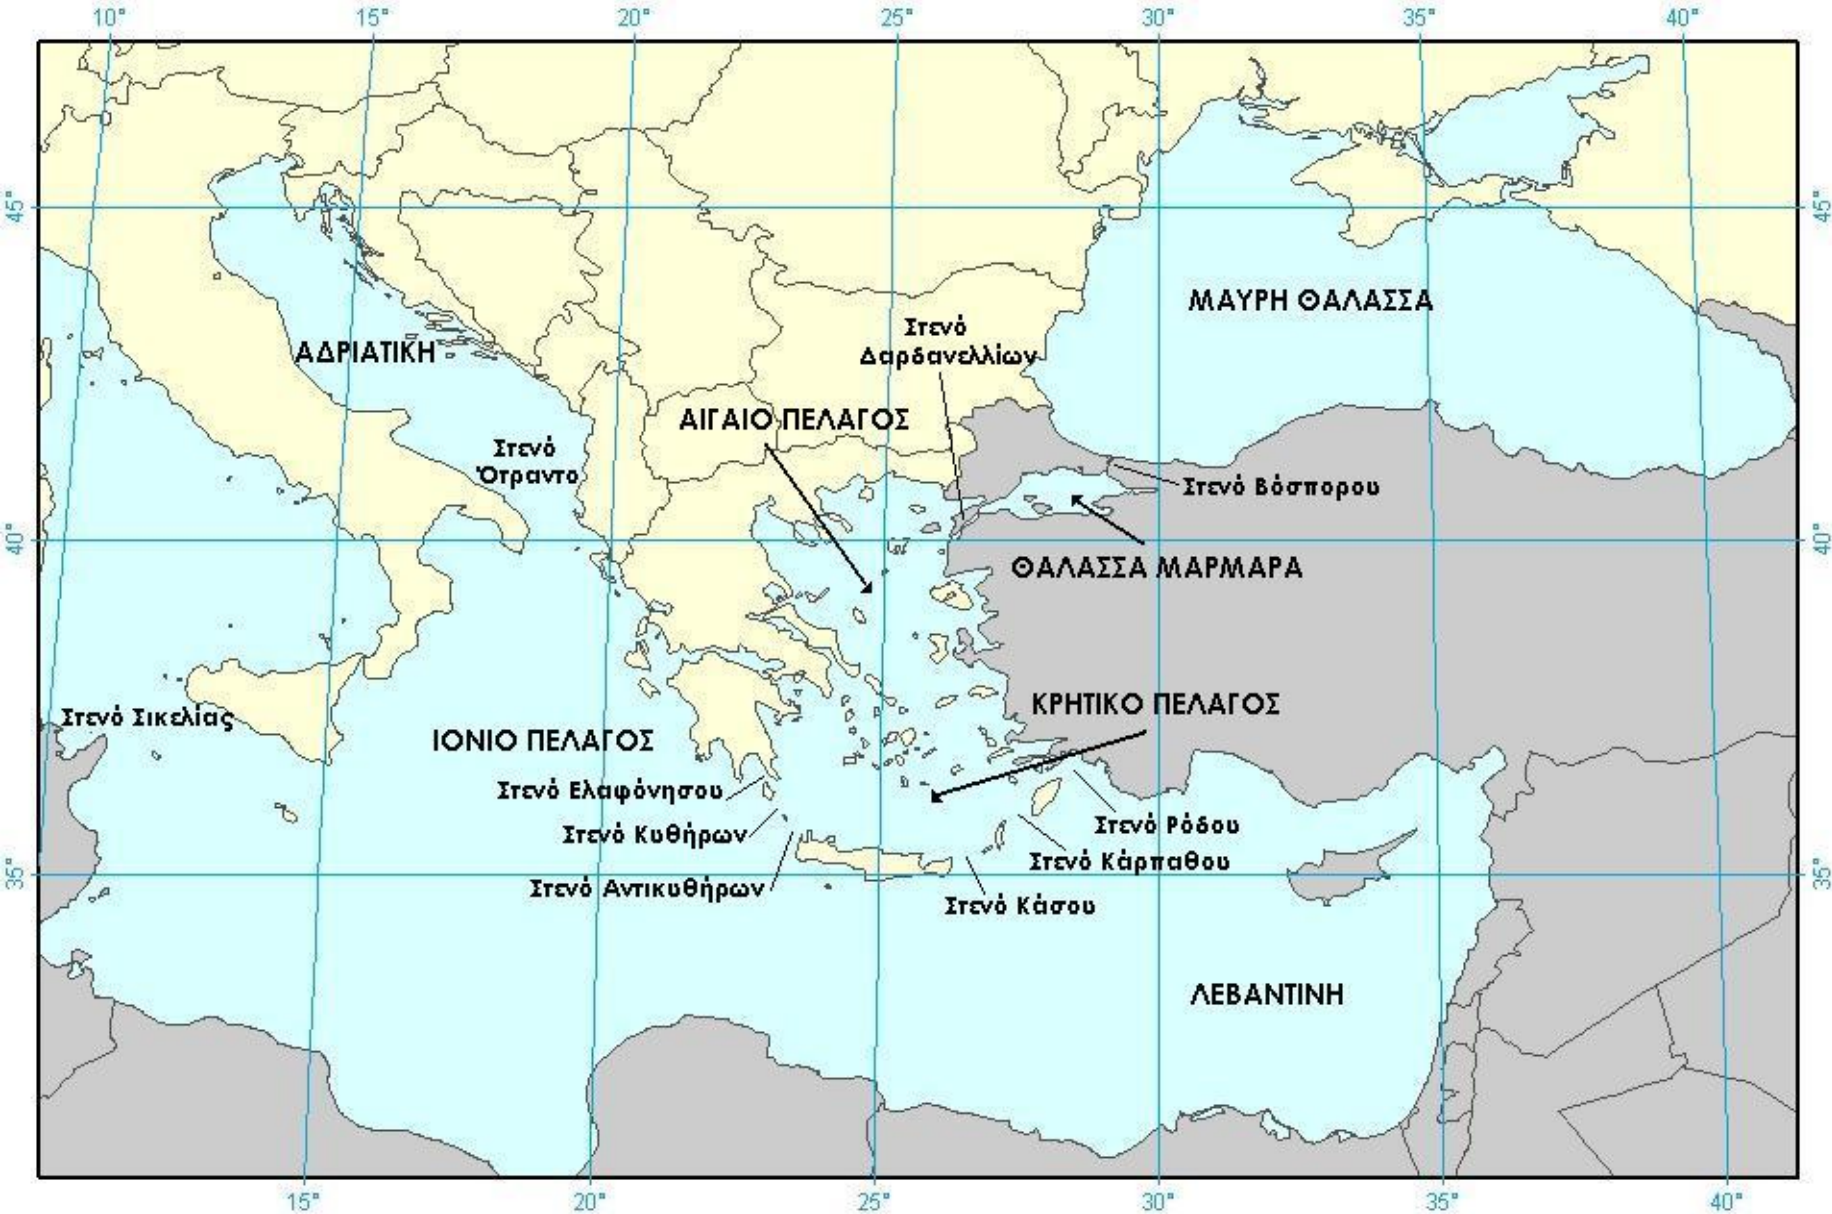 10° 15° 20° 25° 30° 35° 40°
45° 45°
ΜΑΥΡΗ ΘΑΛΑΣΣΑ
Στενό
Δαρδανελλίων
ΑΔΡΙΑΤΙΚΗ
ΑΙΓΑΙΟ ΠΕΛΑΓΟΣ
Στενό
Ότραντο
Στενό Βόσπορου
40° 40°
ΘΑΛΑΣΣΑ ΜΑΡΜΑΡΑ
ΚΡΗΤΙΚΟ ΠΕΛΑΓΟΣ
Στενό Σικελίας
ΙΟΝΙΟ ΠΕΛΑΓΟΣ
Στενό Ελαφόνησου
Στενό Κυθήρων
Στενό Ρόδου
Στενό Κάρπαθου
35° 35°
Στενό Αντικυθήρων
Στενό Κάσου
ΛΕΒΑΝΤΙΝΗ
15° 20° 25° 30° 35° 40°